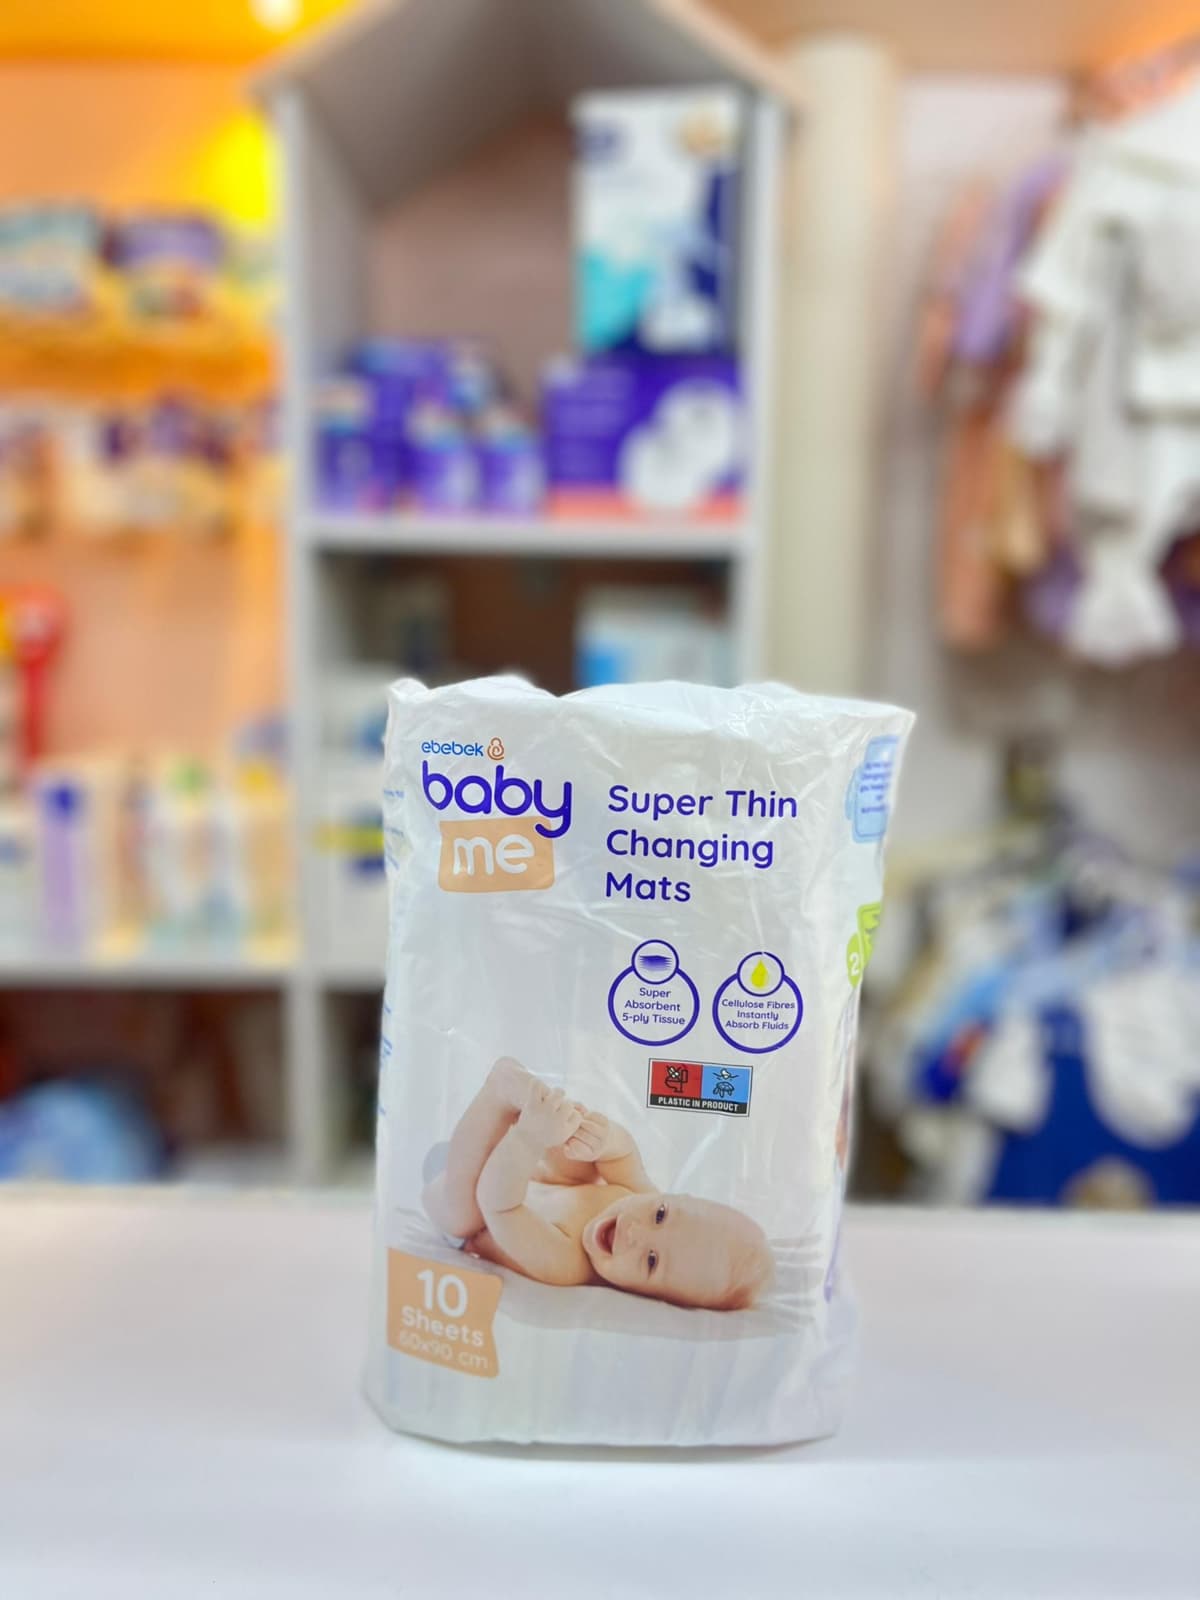 ebebek
baby
me
Super Thin
Changing
Mats
Super
Absorbent
5-ply Tissue
Cellulose Fibres
Instantly
Absorb Fluids
PLASTIC IN PRODUCT
10
Sheets
60x90 cm
2